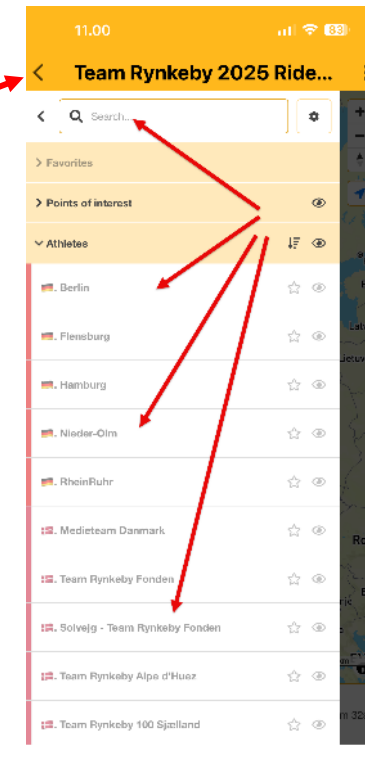 11.00
83
Team Rynkeby 2025 Ride...
Search...
Favorites
Points of interest
Athletes
. Berlin
. Flensburg
. Hamburg
. Nieder-Olm
. RheinRuhr
. Medieteam Danmark
. Team Rynkeby Fonden
. Solvejg - Team Rynkeby Fonden
. Team Rynkeby Alpe d'Huez
. Team Rynkeby 100 Sjælland